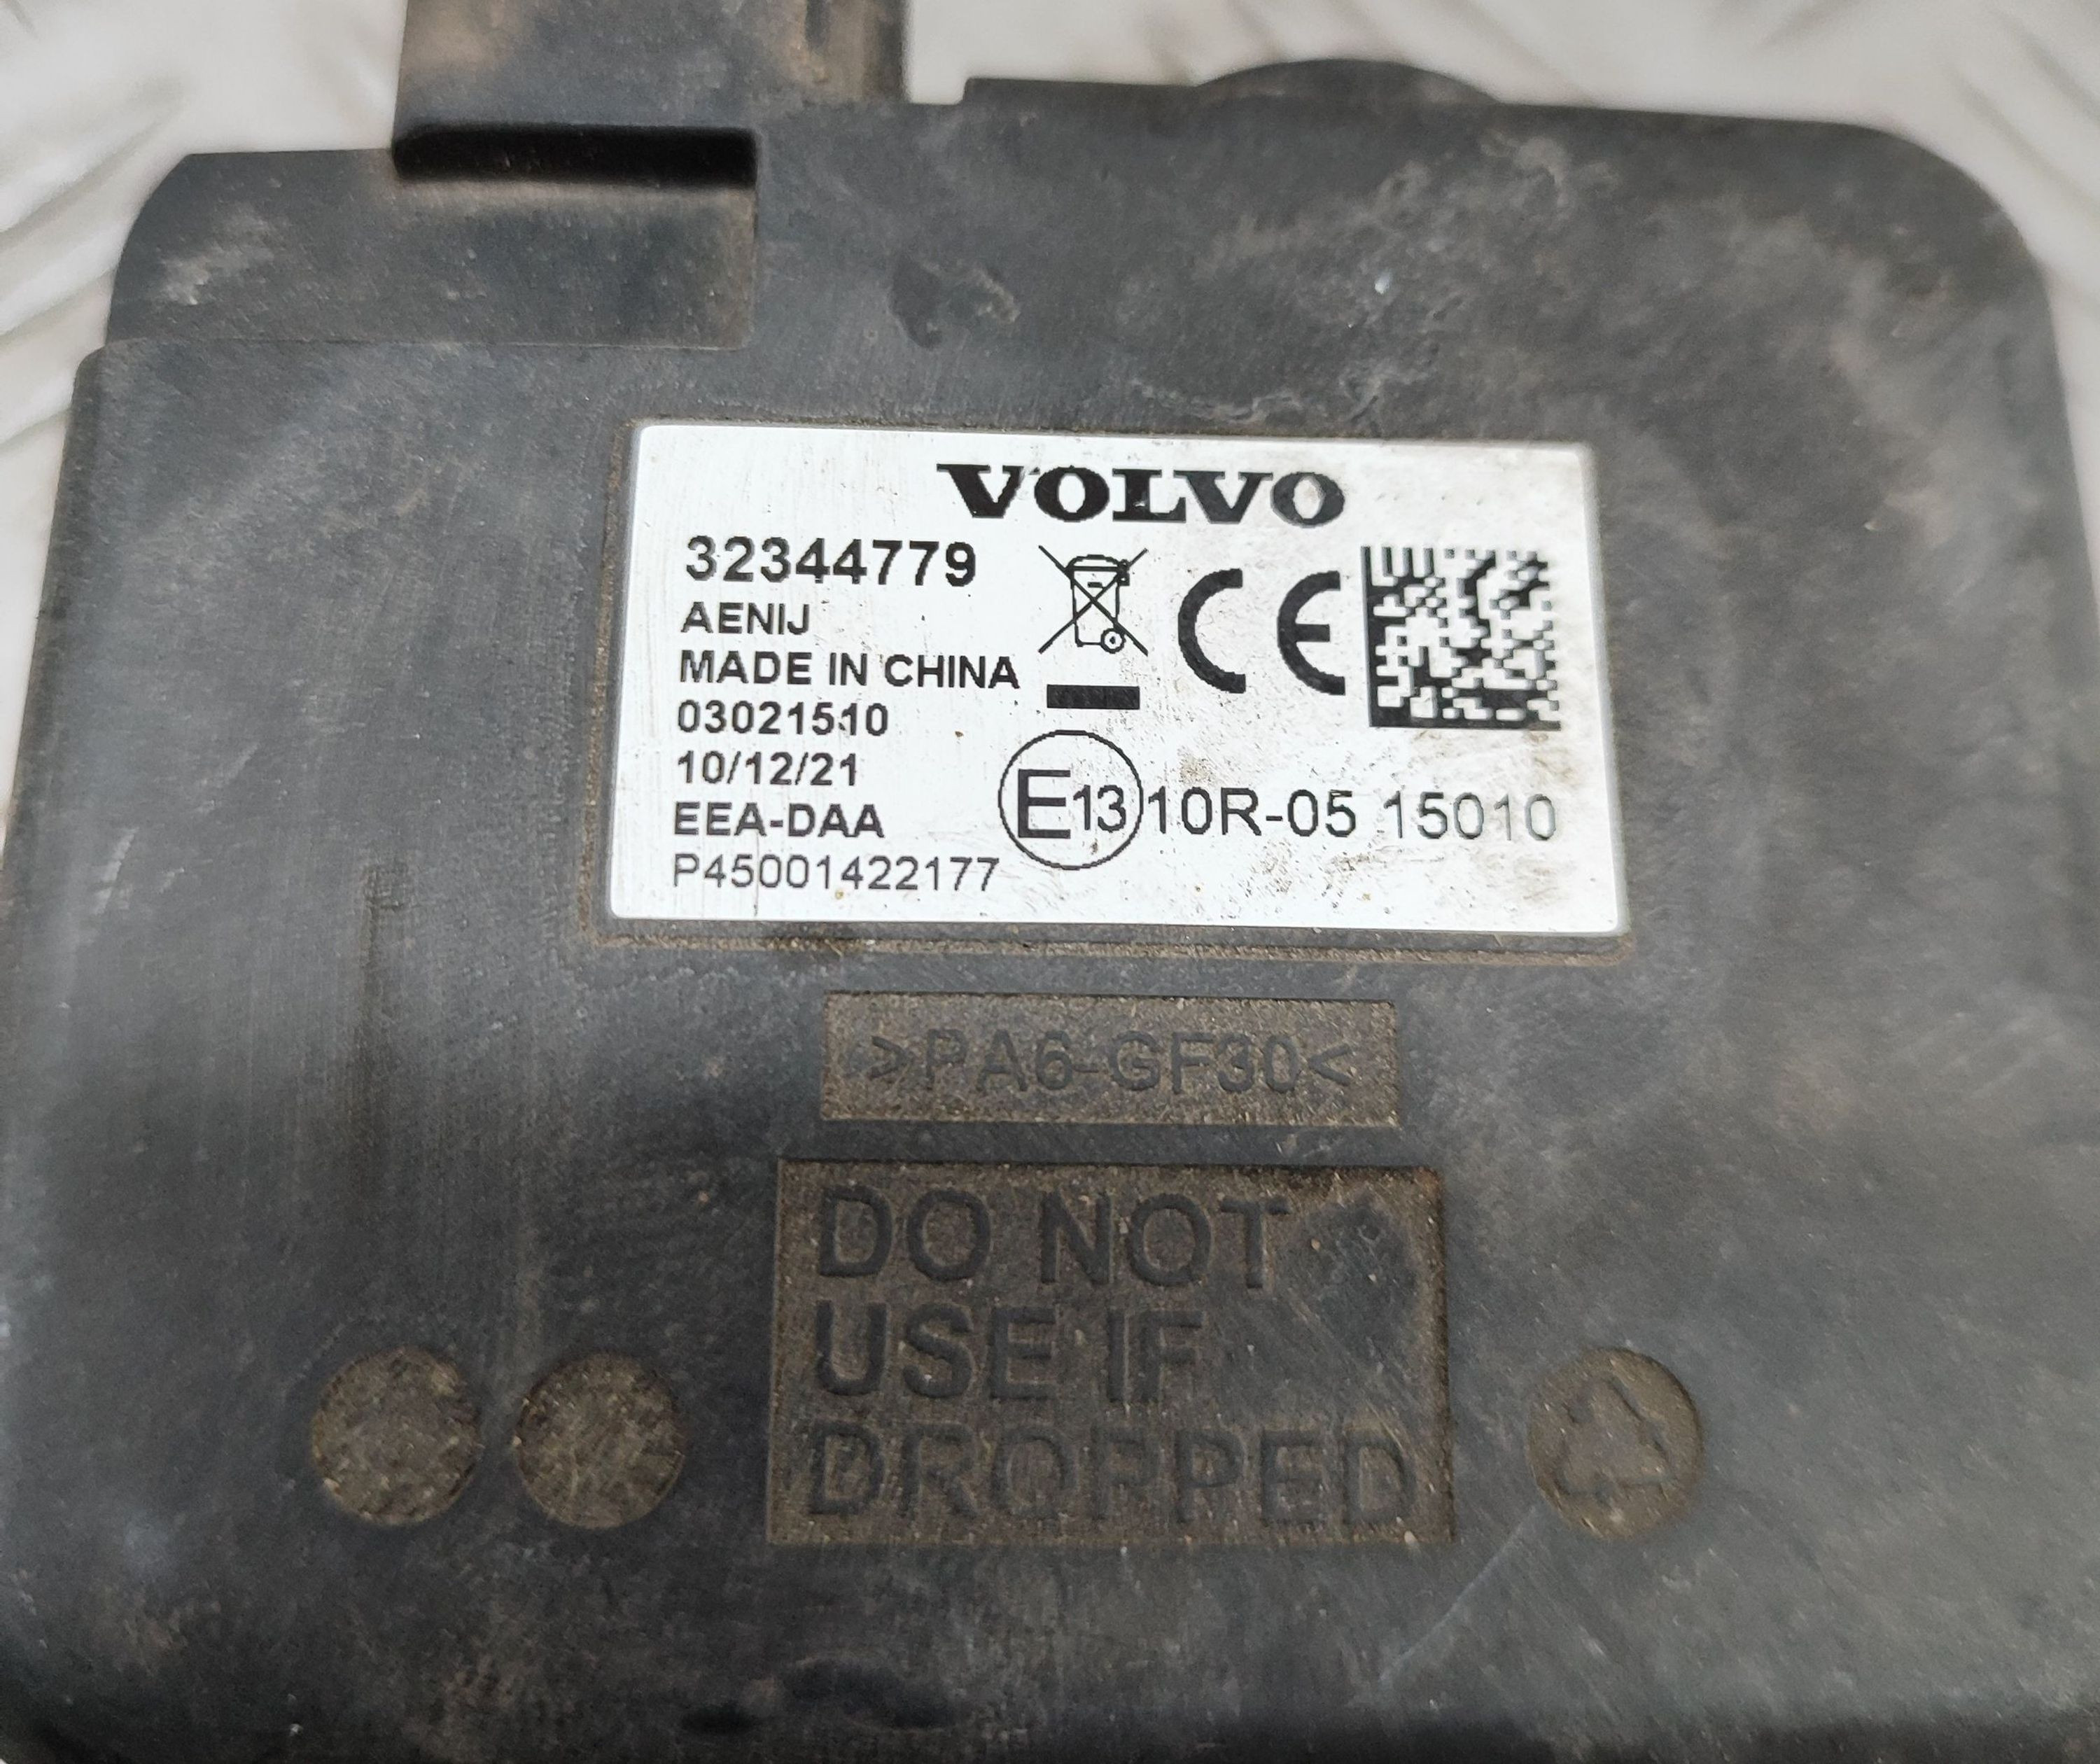 VOLVO
32344779
AENIJ
MADE IN CHINA
03021510
10/12/21
EEA-DAA
P45001422177
CE
E13 10R-05 15010
>PA6-GF30<
DO NOT
USE IF
DROPPED